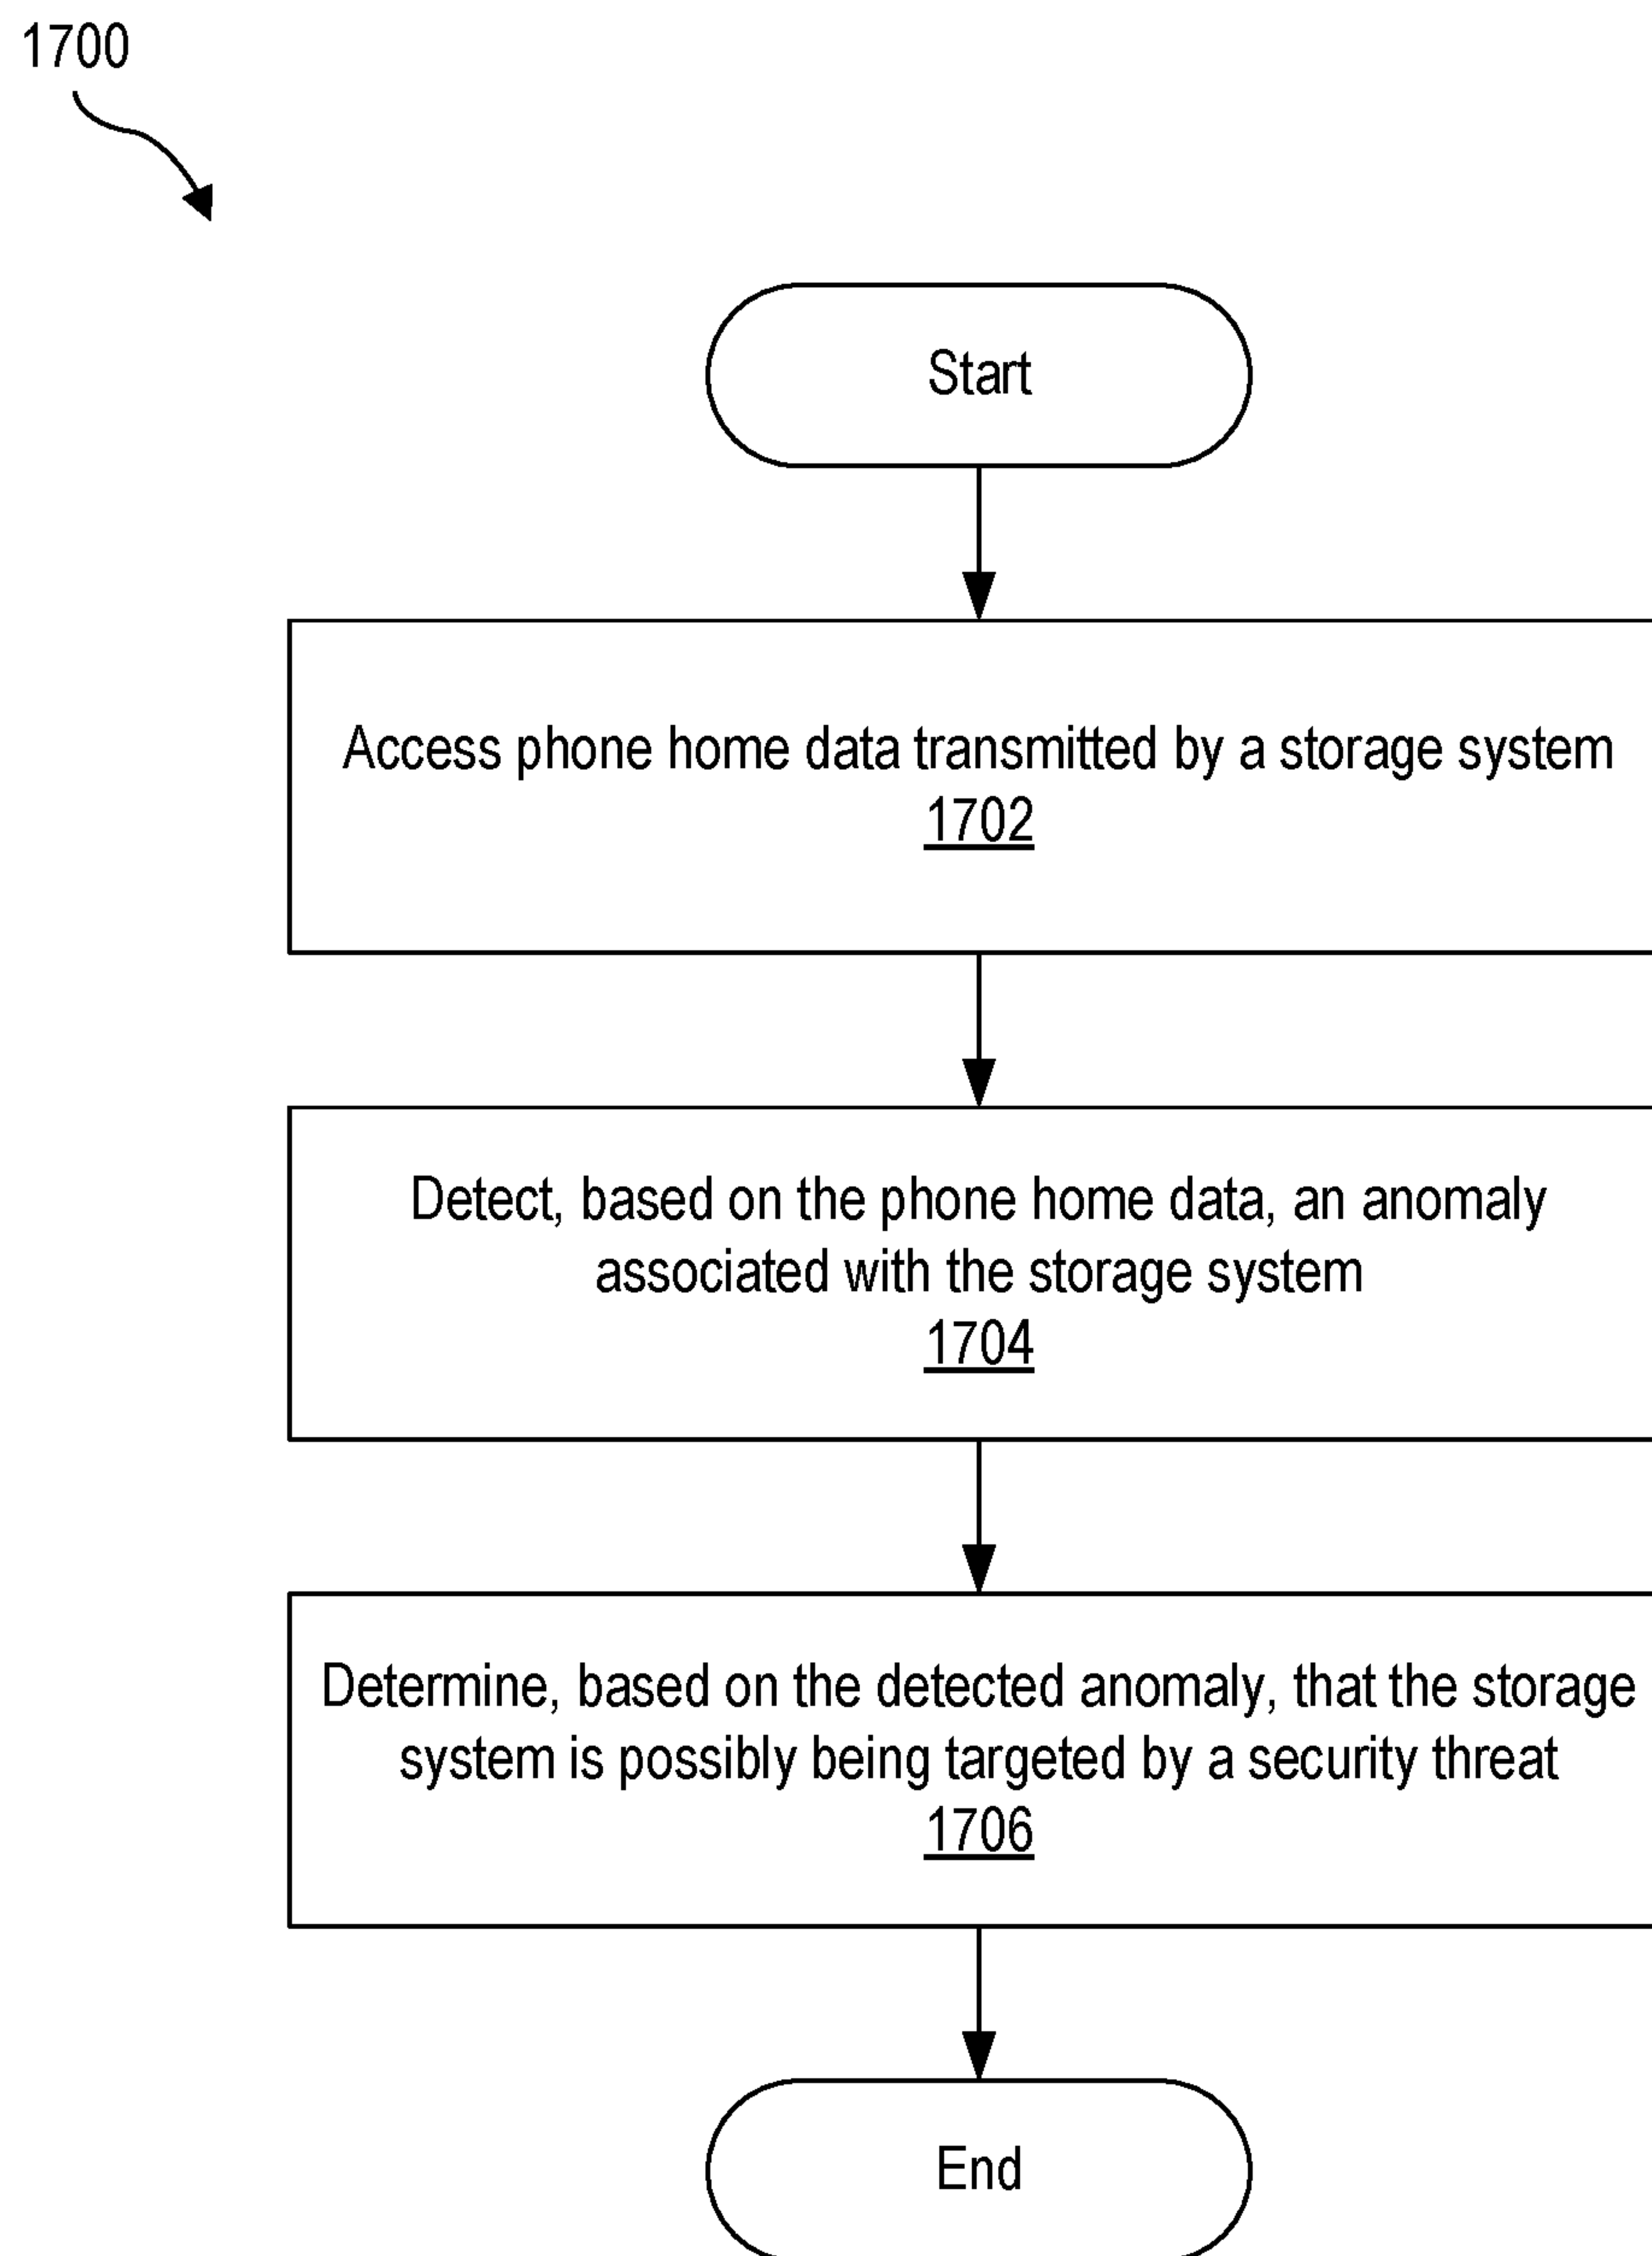 1700
Start
Access phone home data transmitted by a storage system
1702
Detect, based on the phone home data, an anomaly
associated with the storage system
1704
Determine, based on the detected anomaly, that the storage
system is possibly being targeted by a security threat
1706
End